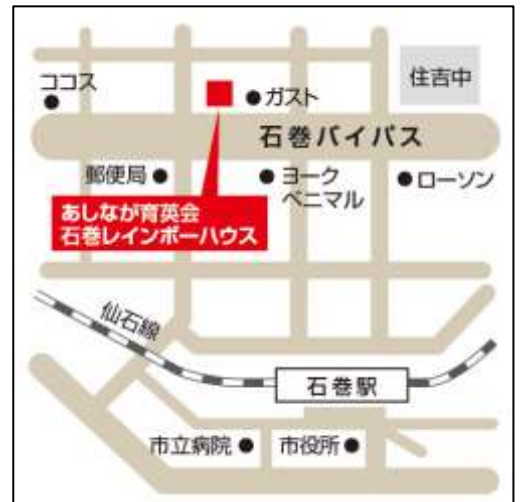 ココス
ガスト
住吉中
石巻バイパス
郵便局
ヨーク
ベニマル
ローソン
あしなが育英会
石巻レインボーハウス
仙石線
石巻駅
市立病院
市役所